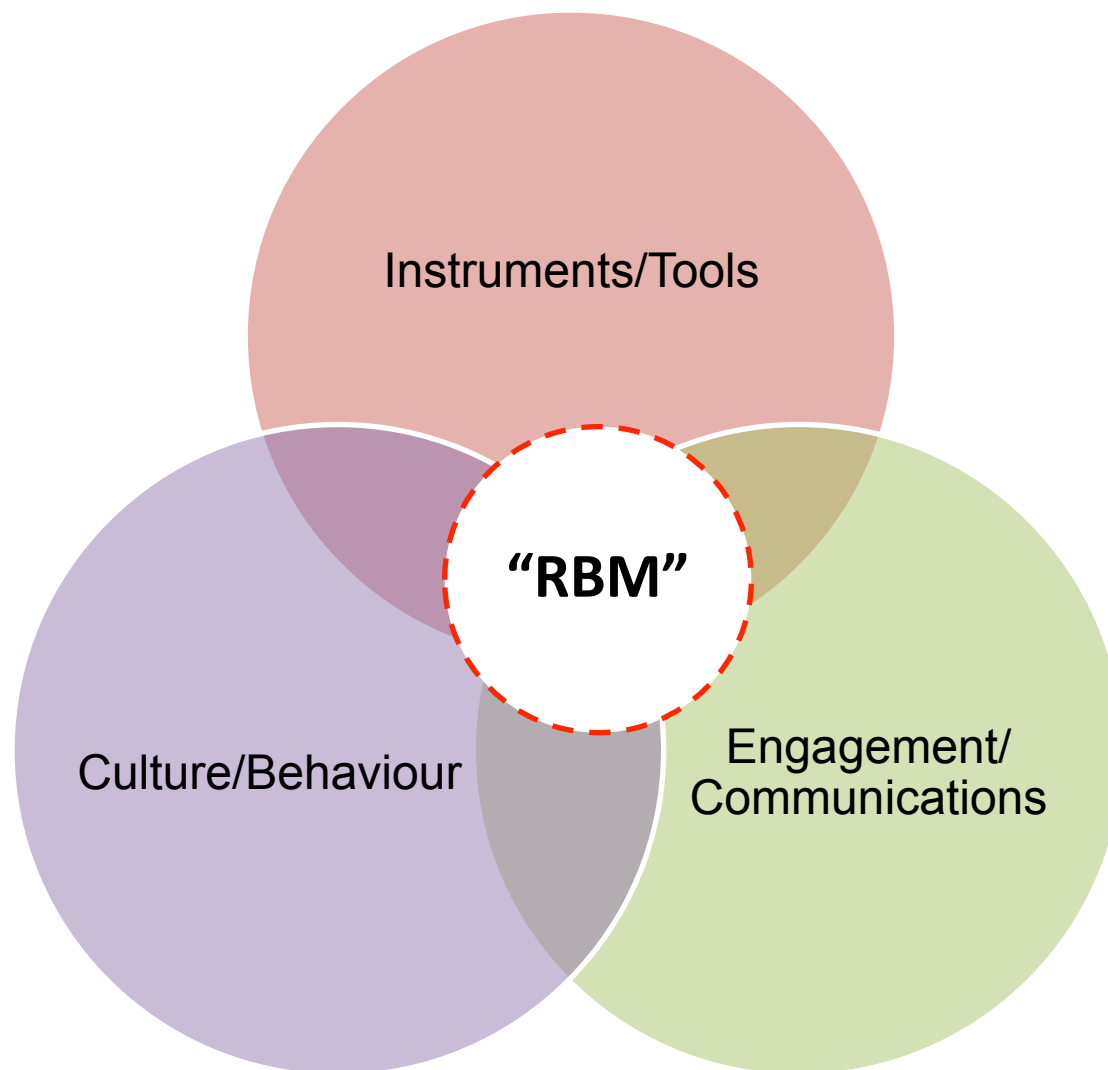 Instruments/Tools
“RBM”
Culture/Behaviour
Engagement/
Communications